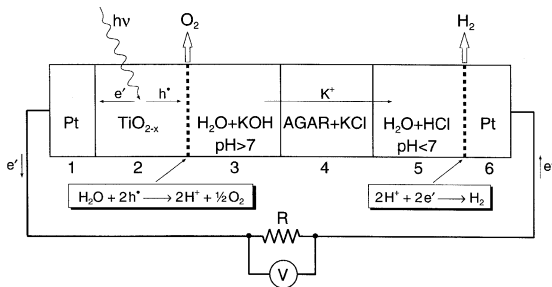 hν
O₂
H₂
e′
h•
K⁺
Pt
TiO₂₋ₓ
H₂O+KOH
pH>7
AGAR+KCl
H₂O+HCl
pH<7
Pt
e′
1
2
3
4
5
6
e′
H₂O + 2h• → 2H⁺ + ½O₂
2H⁺ + 2e′ → H₂
R
V